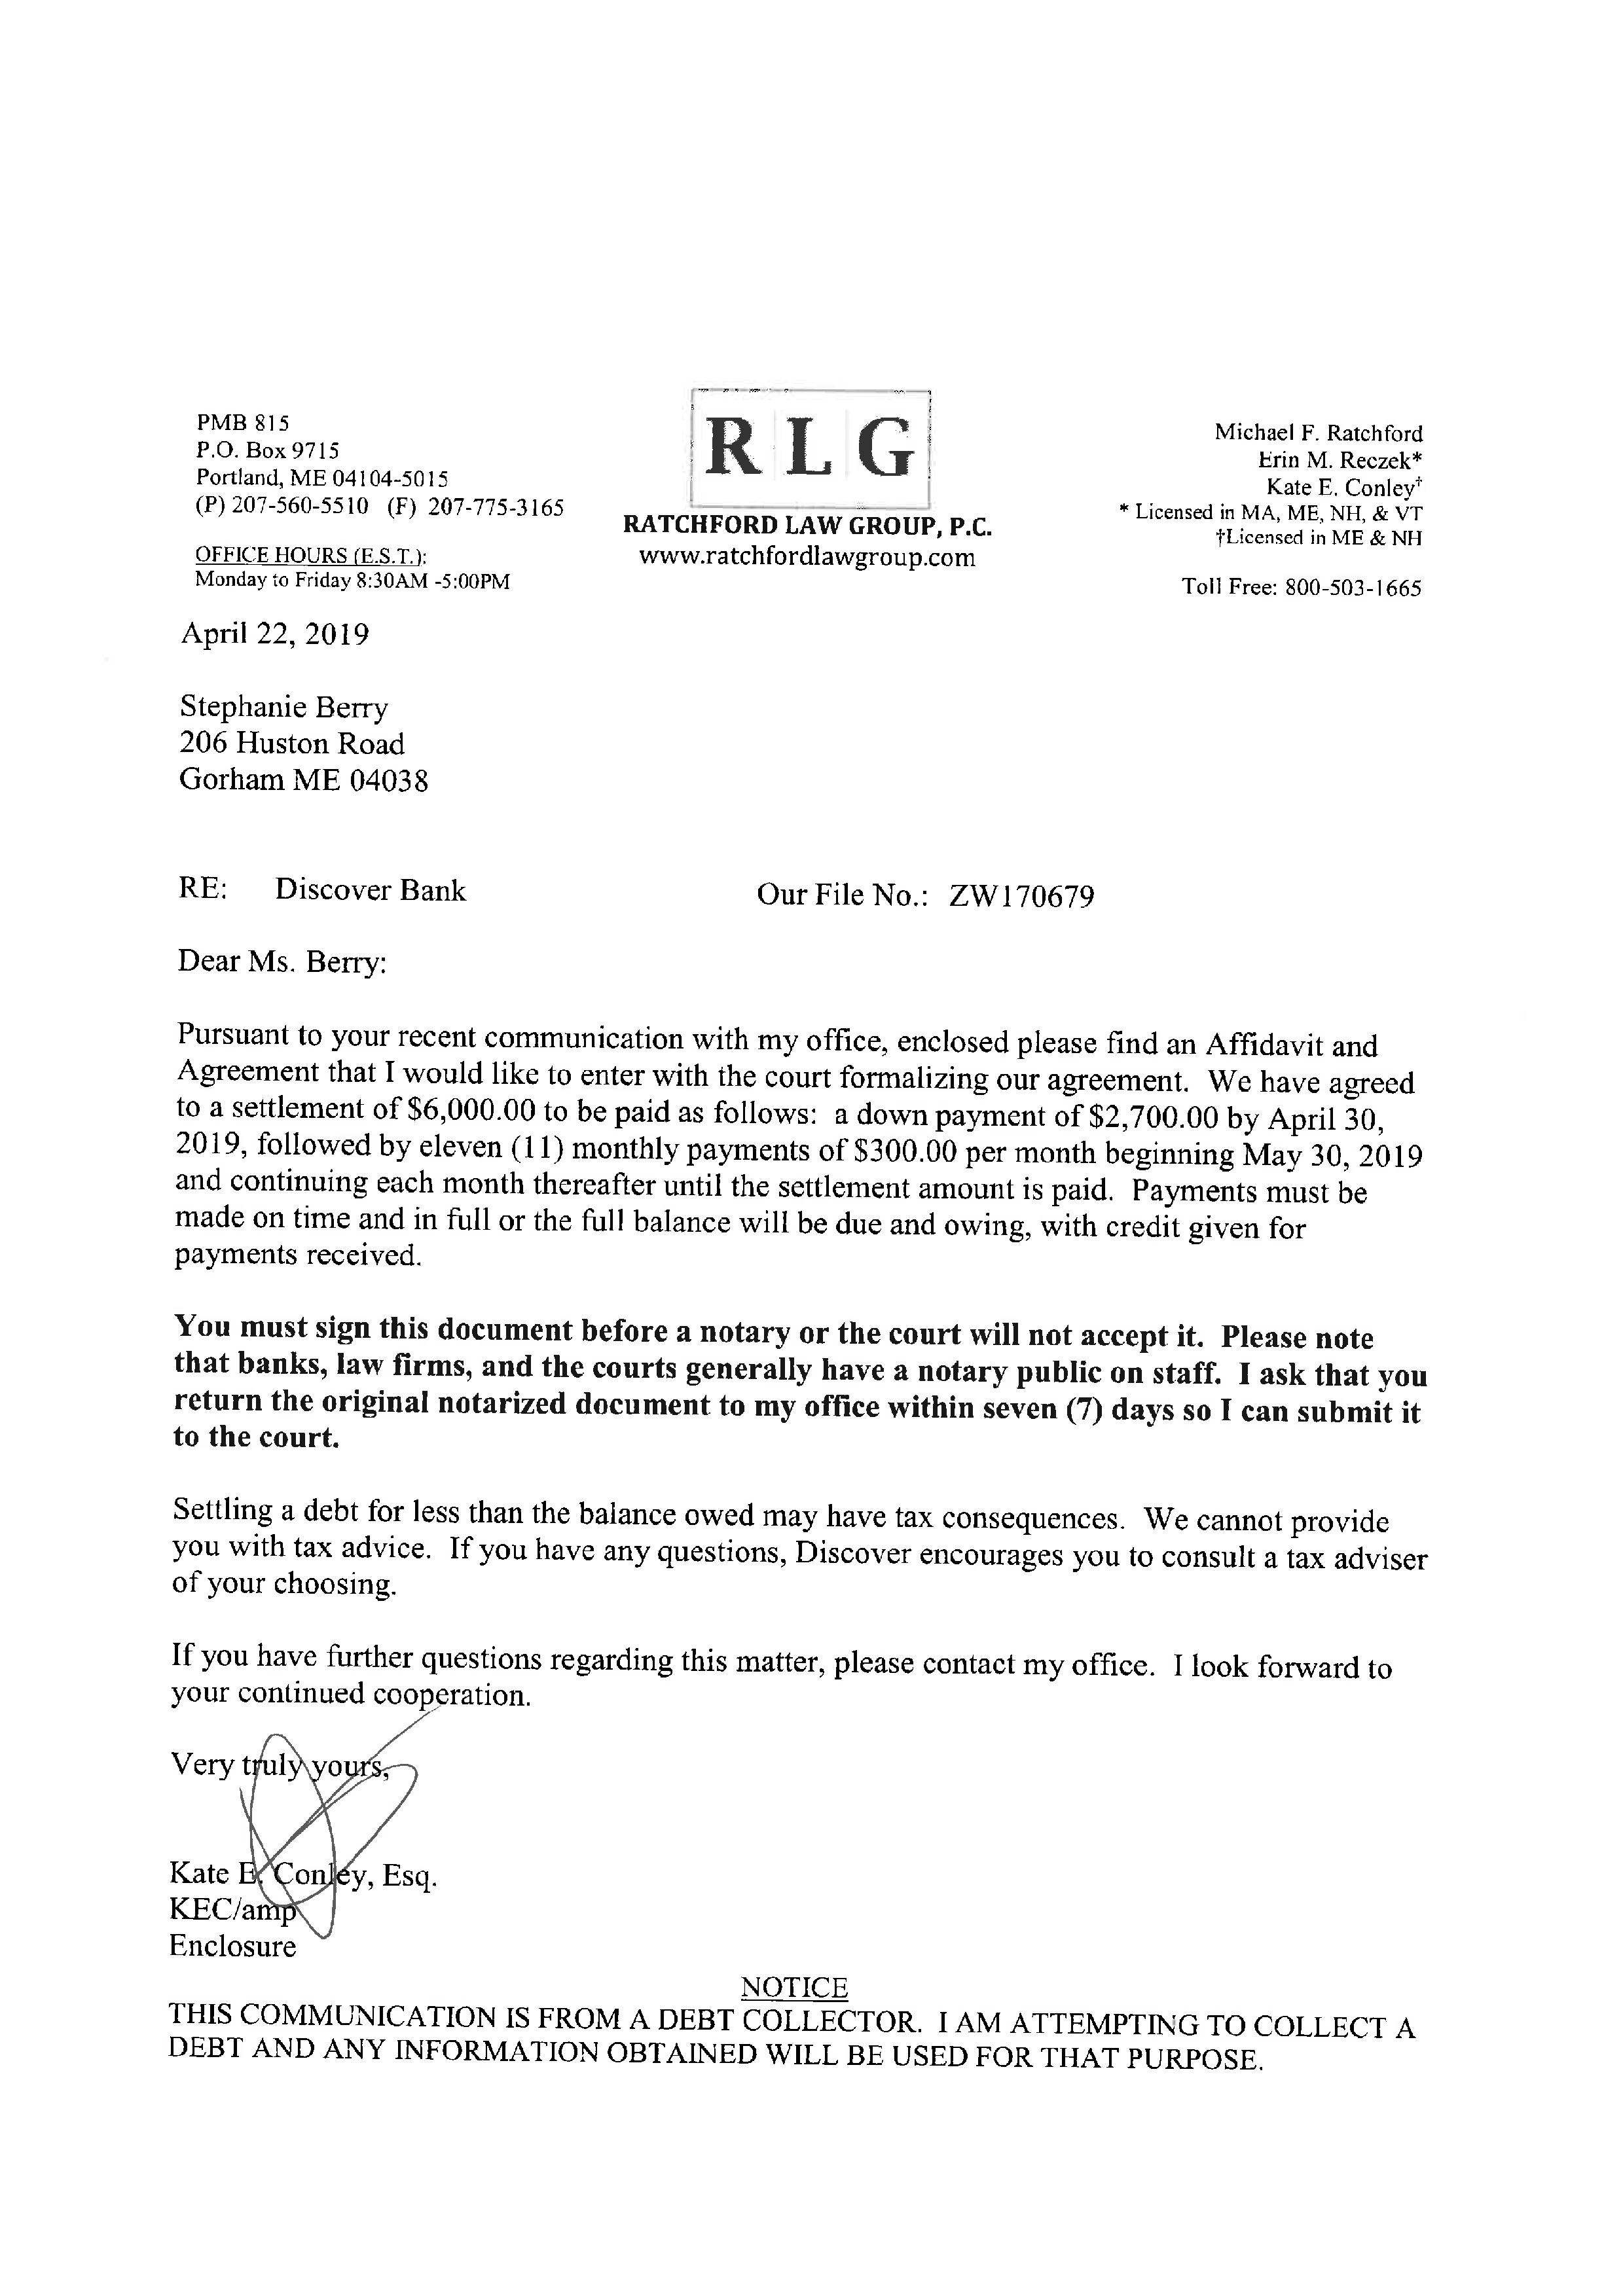 PMB 815
P.O. Box 9715
Portland, ME 04104-5015
(P) 207-560-5510 (F) 207-775-3165
OFFICE HOURS (E.S.T.):
Monday to Friday 8:30AM -5:00PM
R L G
RATCHFORD LAW GROUP, P.C.
www.ratchfordlawgroup.com
Michael F. Ratchford
Erin M. Reczek*
Kate E. Conley†
* Licensed in MA, ME, NH, & VT
†Licensed in ME & NH
Toll Free: 800-503-1665
April 22, 2019
Stephanie Berry
206 Huston Road
Gorham ME 04038
RE: Discover Bank Our File No.: ZW170679
Dear Ms. Berry:
Pursuant to your recent communication with my office, enclosed please find an Affidavit and
Agreement that I would like to enter with the court formalizing our agreement. We have agreed
to a settlement of $6,000.00 to be paid as follows: a down payment of $2,700.00 by April 30,
2019, followed by eleven (11) monthly payments of $300.00 per month beginning May 30, 2019
and continuing each month thereafter until the settlement amount is paid. Payments must be
made on time and in full or the full balance will be due and owing, with credit given for
payments received.
You must sign this document before a notary or the court will not accept it. Please note
that banks, law firms, and the courts generally have a notary public on staff. I ask that you
return the original notarized document to my office within seven (7) days so I can submit it
to the court.
Settling a debt for less than the balance owed may have tax consequences. We cannot provide
you with tax advice. If you have any questions, Discover encourages you to consult a tax adviser
of your choosing.
If you have further questions regarding this matter, please contact my office. I look forward to
your continued cooperation.
Very truly yours,
Kate E. Conley, Esq.
KEC/amp
Enclosure
NOTICE
THIS COMMUNICATION IS FROM A DEBT COLLECTOR. I AM ATTEMPTING TO COLLECT A
DEBT AND ANY INFORMATION OBTAINED WILL BE USED FOR THAT PURPOSE.